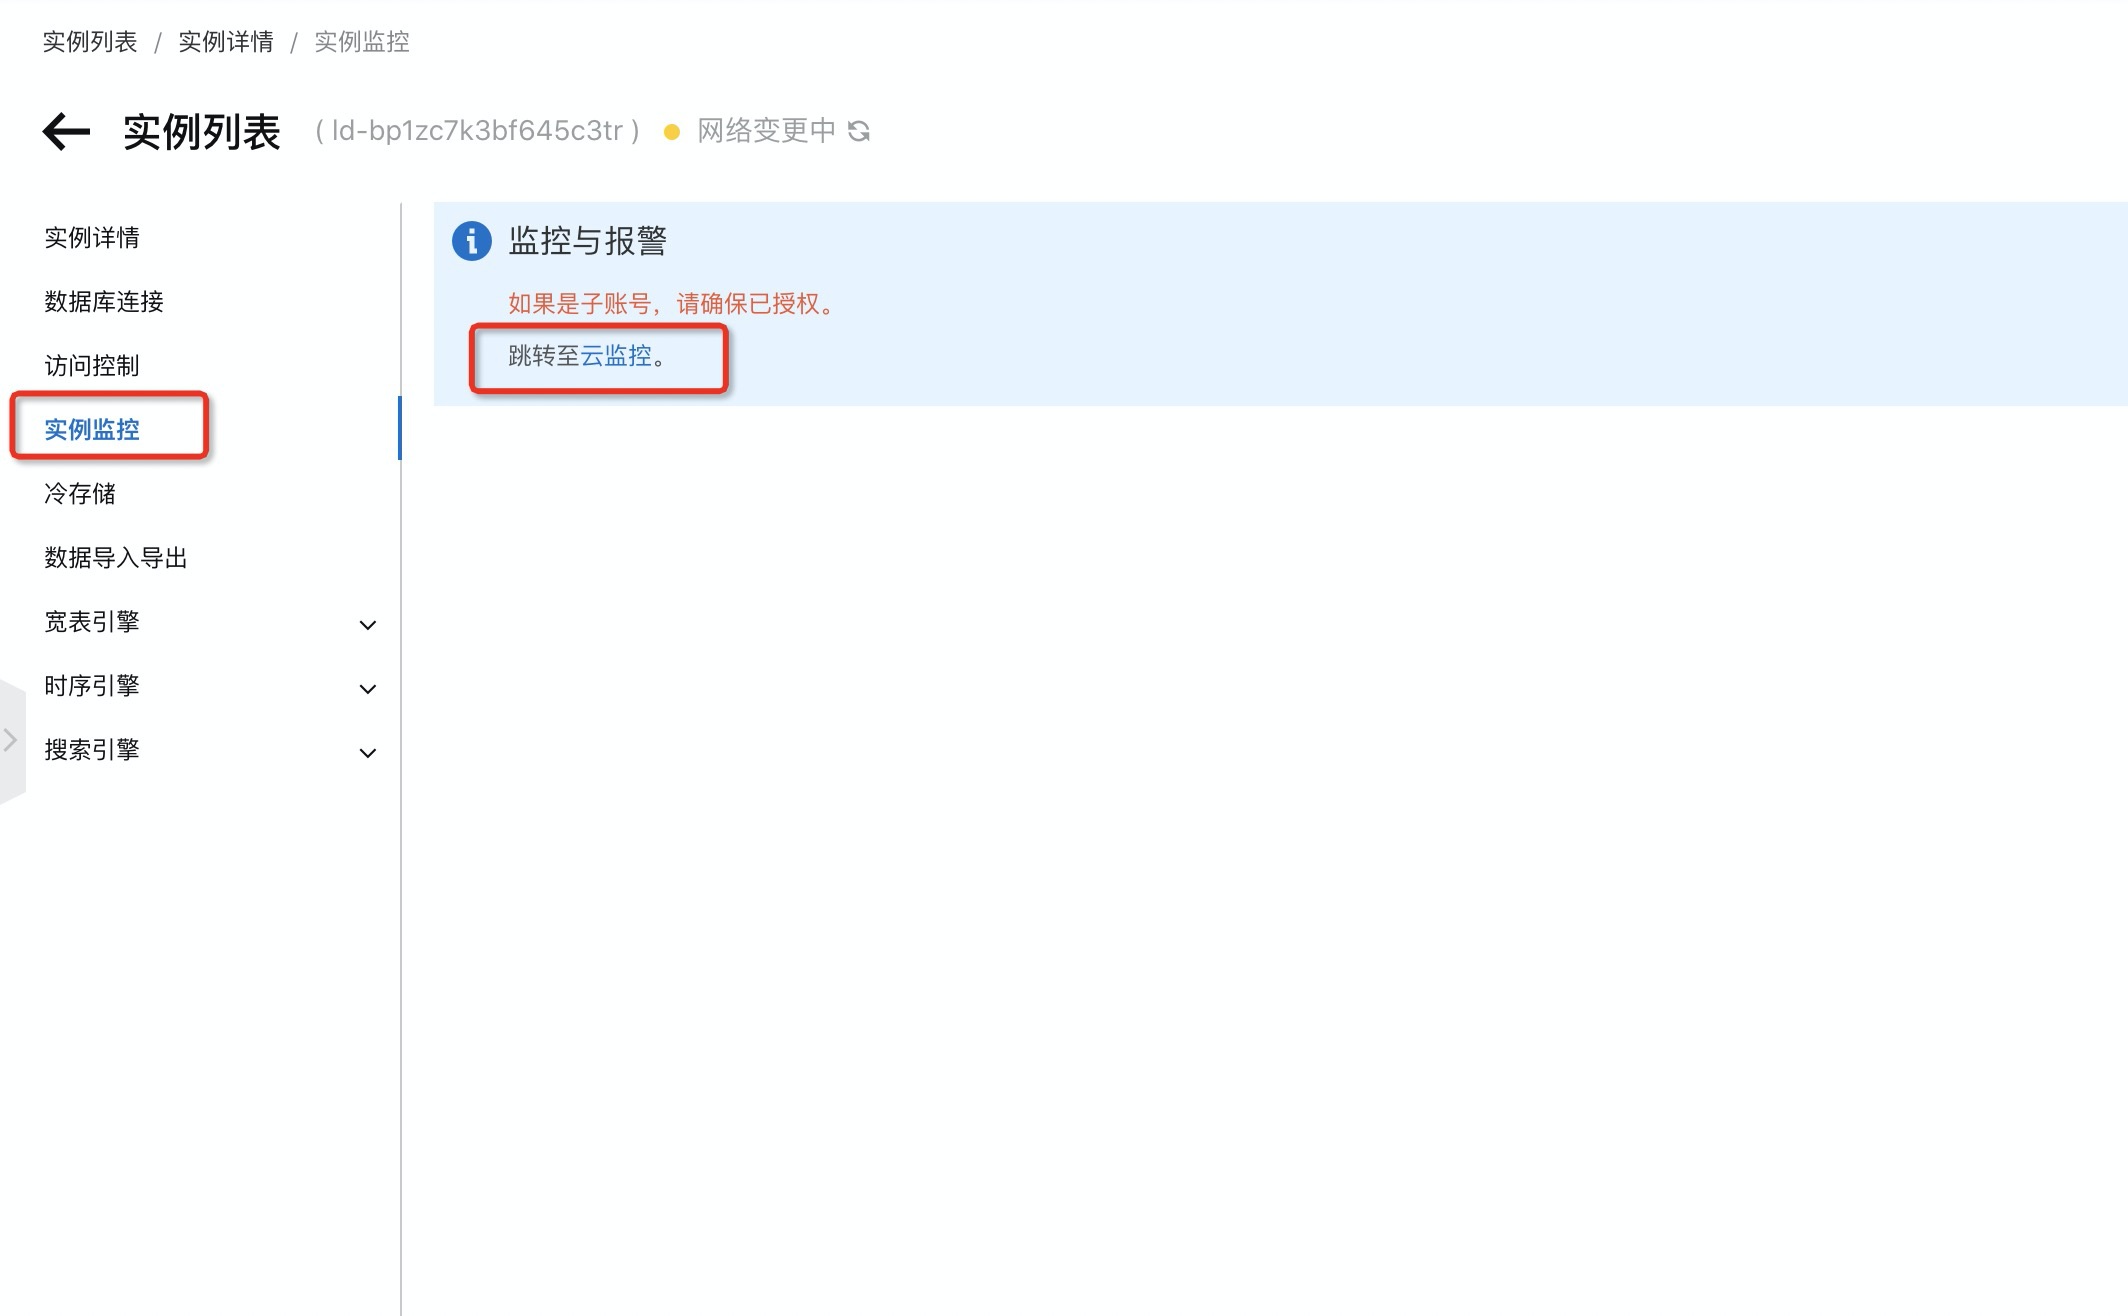 实例列表 / 实例详情 / 实例监控
实例列表 ( ld-bp1zc7k3bf645c3tr ) 网络变更中
实例详情
数据库连接
访问控制
实例监控
冷存储
数据导入导出
宽表引擎
时序引擎
搜索引擎
监控与报警
如果是子账号，请确保已授权。
跳转至云监控。